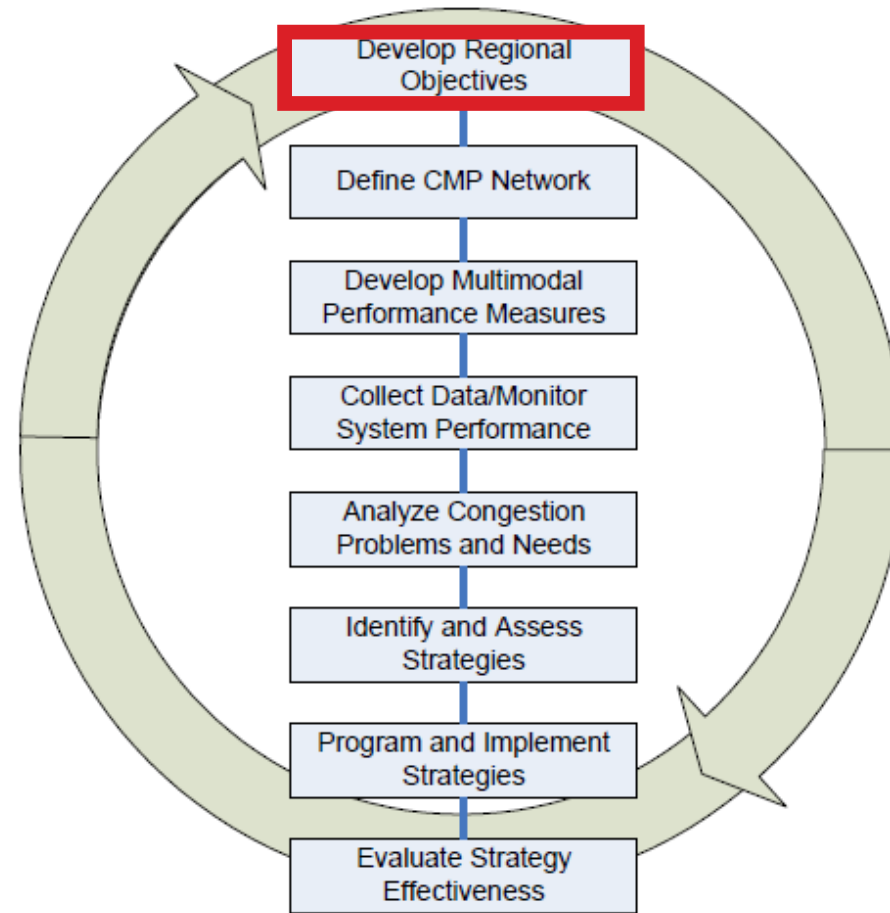 Develop Regional
Objectives
Define CMP Network
Develop Multimodal
Performance Measures
Collect Data/Monitor
System Performance
Analyze Congestion
Problems and Needs
Identify and Assess
Strategies
Program and Implement
Strategies
Evaluate Strategy
Effectiveness